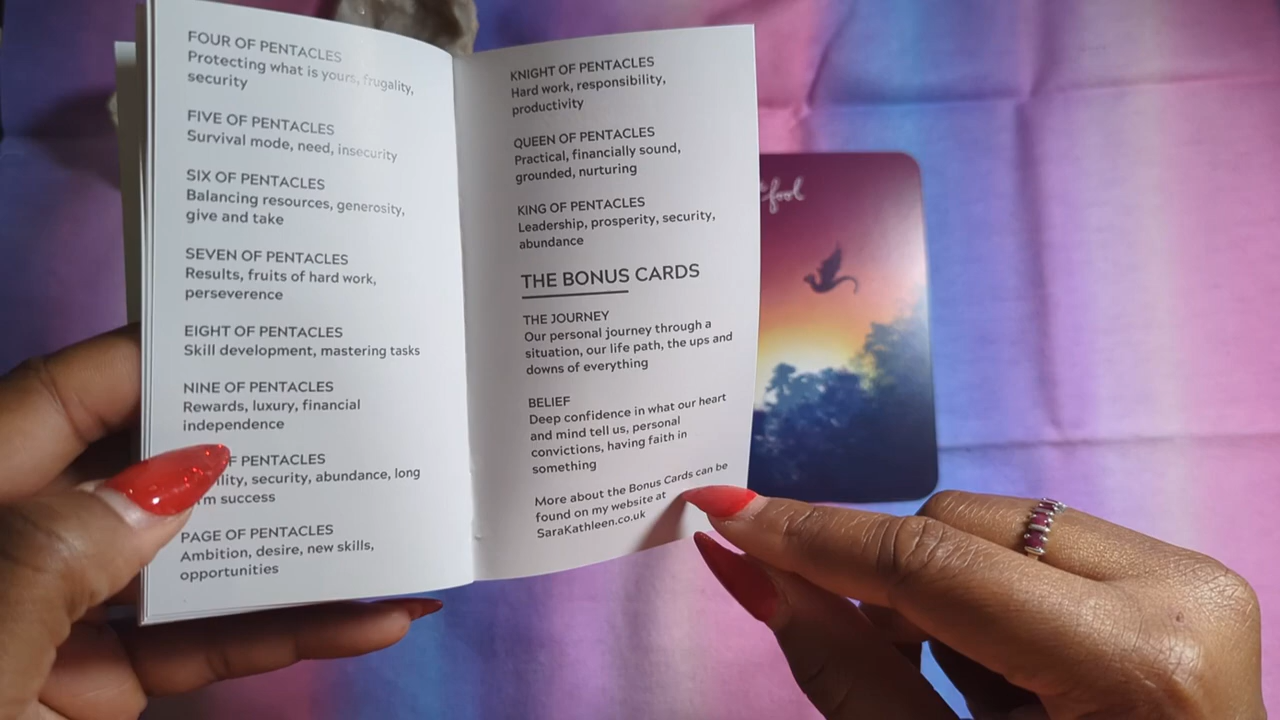 FOUR OF PENTACLES
Protecting what is yours, frugality,
security
FIVE OF PENTACLES
Survival mode, need, insecurity
SIX OF PENTACLES
Balancing resources, generosity,
give and take
SEVEN OF PENTACLES
Results, fruits of hard work,
perseverence
EIGHT OF PENTACLES
Skill development, mastering tasks
NINE OF PENTACLES
Rewards, luxury, financial
independence
PENTACLES
security, abundance, long
success
PAGE OF PENTACLES
Ambition, desire, new skills,
opportunities
KNIGHT OF PENTACLES
Hard work, responsibility,
productivity
QUEEN OF PENTACLES
Practical, financially sound,
grounded, nurturing
KING OF PENTACLES
Leadership, prosperity, security,
abundance
THE BONUS CARDS
THE JOURNEY
Our personal journey through a
situation, our life path, the ups and
downs of everything
BELIEF
Deep confidence in what our heart
and mind tell us, personal
convictions, having faith in
something
More about the Bonus Cards can be
found on my website at
SaraKathleen.co.uk
fool